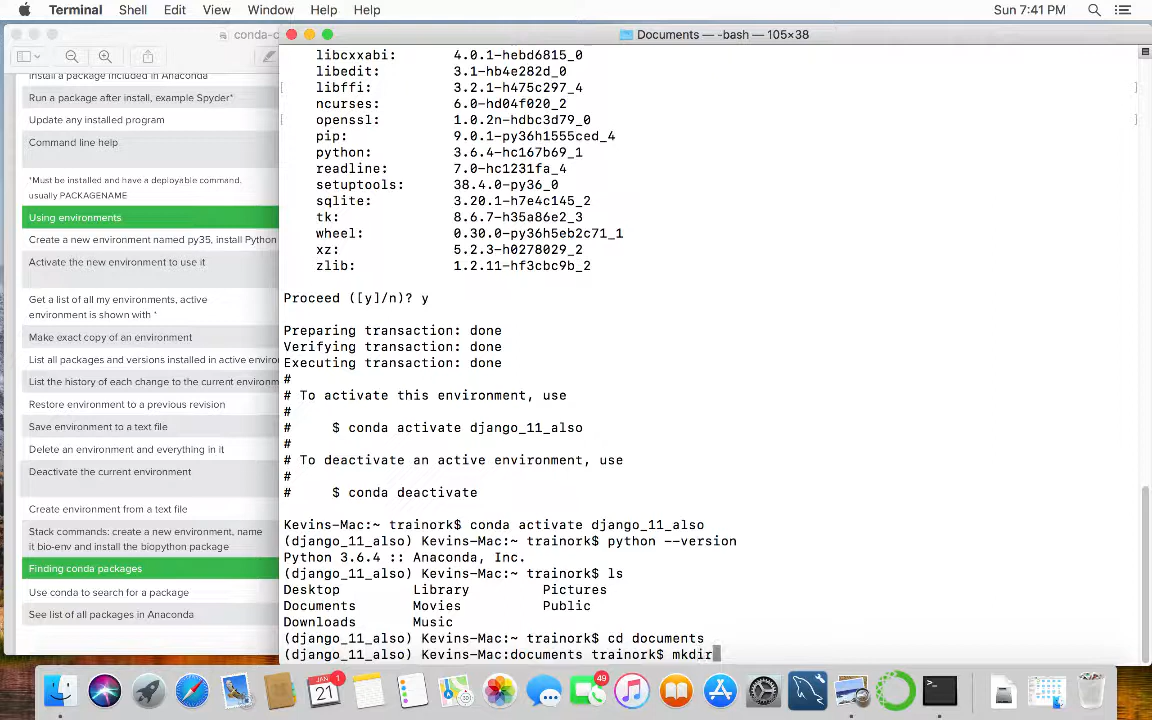 Terminal Shell Edit View Window Help Help Sun 7:41 PM
conda-c
Documents — -bash — 105×38
Install a package included in Anaconda
Run a package after install, example Spyder*
Update any installed program
Command line help
*Must be installed and have a deployable command,
usually PACKAGENAME
Using environments
Create a new environment named py35, install Python
Activate the new environment to use it
Get a list of all my environments, active
environment is shown with *
Make exact copy of an environment
List all packages and versions installed in active enviro
List the history of each change to the current environm
Restore environment to a previous revision
Save environment to a text file
Delete an environment and everything in it
Deactivate the current environment
Create environment from a text file
Stack commands: create a new environment, name
it bio-env and install the biopython package
Finding conda packages
Use conda to search for a package
See list of all packages in Anaconda
libcxxabi: 4.0.1-hebd6815_0
libedit: 3.1-hb4e282d_0
libffi: 3.2.1-h475c297_4
ncurses: 6.0-hd04f020_2
openssl: 1.0.2n-hdbc3d79_0
pip: 9.0.1-py36h1555ced_4
python: 3.6.4-hc167b69_1
readline: 7.0-hc1231fa_4
setuptools: 38.4.0-py36_0
sqlite: 3.20.1-h7e4c145_2
tk: 8.6.7-h35a86e2_3
wheel: 0.30.0-py36h5eb2c71_1
xz: 5.2.3-h0278029_2
zlib: 1.2.11-hf3cbc9b_2
Proceed ([y]/n)? y
Preparing transaction: done
Verifying transaction: done
Executing transaction: done
#
# To activate this environment, use
#
# $ conda activate django_11_also
#
# To deactivate an active environment, use
#
# $ conda deactivate
Kevins-Mac:~ trainork$ conda activate django_11_also
(django_11_also) Kevins-Mac:~ trainork$ python --version
Python 3.6.4 :: Anaconda, Inc.
(django_11_also) Kevins-Mac:~ trainork$ ls
Desktop Library Pictures
Documents Movies Public
Downloads Music
(django_11_also) Kevins-Mac:~ trainork$ cd documents
(django_11_also) Kevins-Mac:documents trainork$ mkdir
JAN
21
1
49